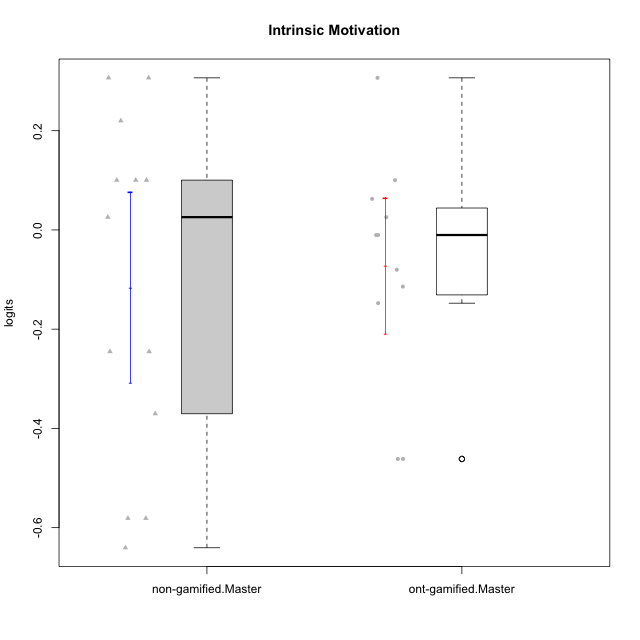 Intrinsic Motivation
logits
0.2
0.0
-0.2
-0.4
-0.6
non-gamified.Master
ont-gamified.Master